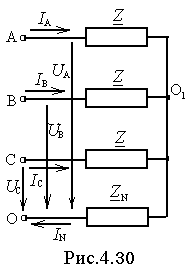 I_A Z
A
U_A O_1
I_B Z
B
U_B
C Z
U_C I_C
Z_N
O
I_N
Рис.4.30